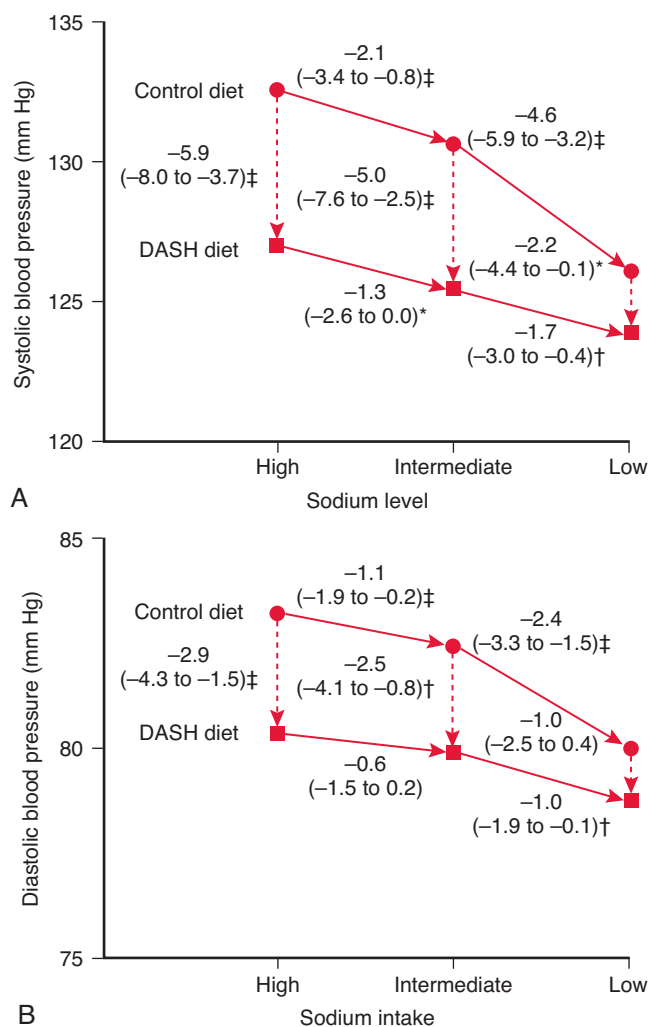 135
–2.1
(–3.4 to –0.8)‡
Control diet
–4.6
(–5.9 to –3.2)‡
–5.9
(–8.0 to –3.7)‡
–5.0
(–7.6 to –2.5)‡
130
DASH diet
–2.2
(–4.4 to –0.1)*
–1.3
(–2.6 to 0.0)*
125
–1.7
(–3.0 to –0.4)†
120
Systolic blood pressure (mm Hg)
High
Intermediate
Low
A
Sodium level
85
–1.1
(–1.9 to –0.2)‡
Control diet
–2.4
(–3.3 to –1.5)‡
–2.9
(–4.3 to –1.5)‡
–2.5
(–4.1 to –0.8)†
DASH diet
–1.0
(–2.5 to 0.4)
80
–0.6
(–1.5 to 0.2)
–1.0
(–1.9 to –0.1)†
75
Diastolic blood pressure (mm Hg)
High
Intermediate
Low
B
Sodium intake